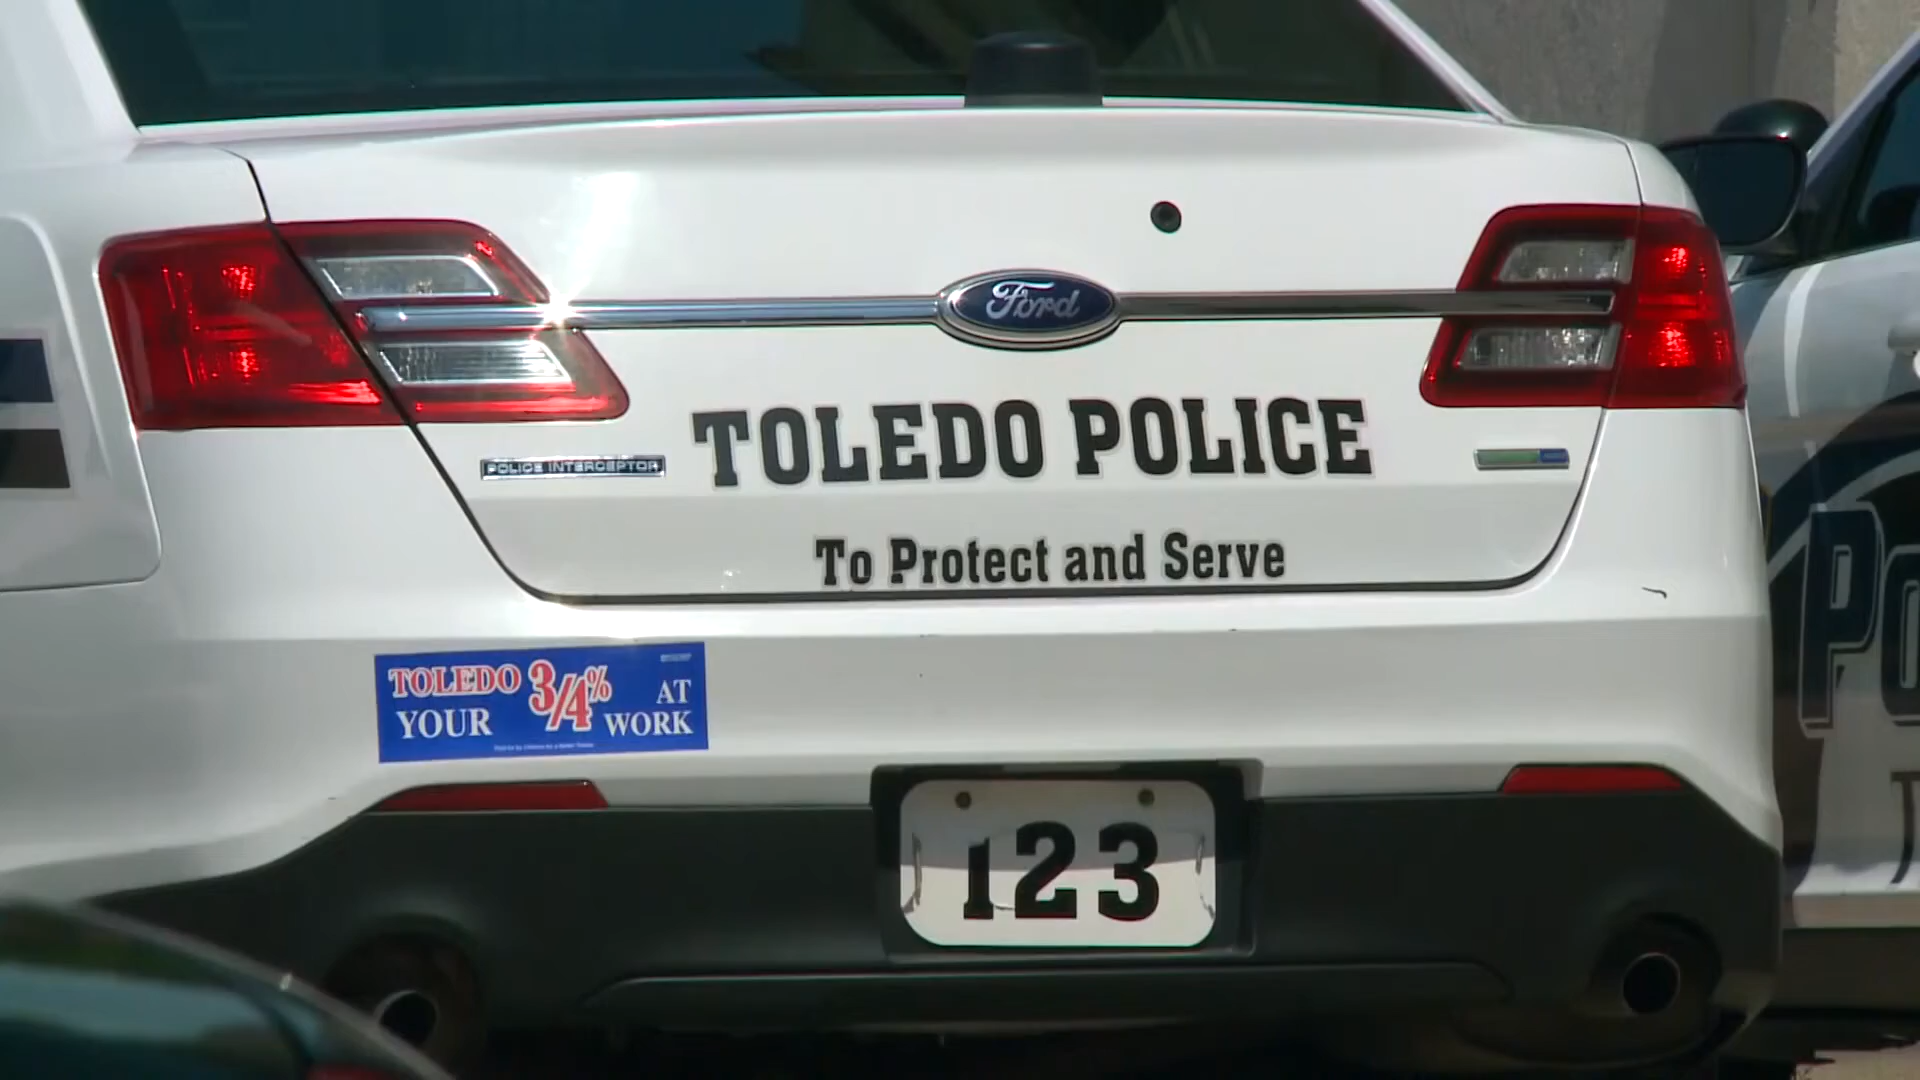 Ford
TOLEDO POLICE
POLICE INTERCEPTOR
To Protect and Serve
TOLEDO 3/4% AT
YOUR WORK
123